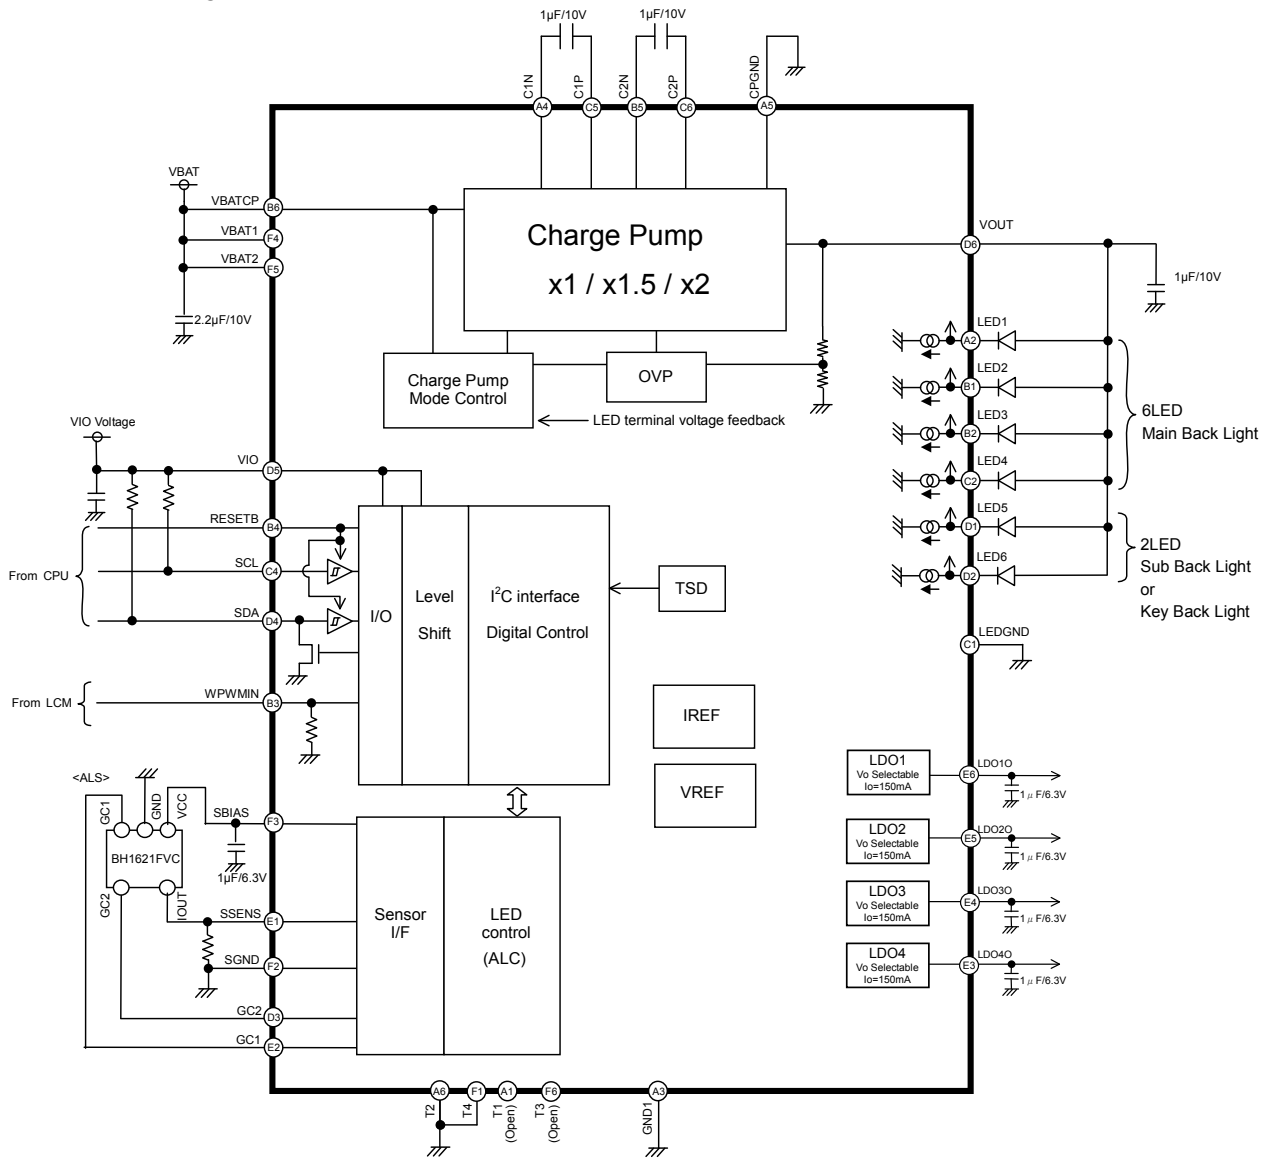 1μF/10V
1μF/10V
C1N
C1P
C2N
C2P
CPGND
A4
C5
B5
C6
A5
VBAT
VBATCP
B6
VBAT1
F4
VBAT2
F5
2.2μF/10V
Charge Pump
x1 / x1.5 / x2
VOUT
D6
1μF/10V
Charge Pump
Mode Control
OVP
LED terminal voltage feedback
LED1
A2
LED2
B1
LED3
B2
LED4
C2
LED5
D1
LED6
D2
6LED
Main Back Light
2LED
Sub Back Light
or
Key Back Light
C1
LEDGND
VIO Voltage
VIO
D5
RESETB
B4
SCL
C4
From CPU
SDA
D4
I/O
Level
Shift
I²C interface
Digital Control
TSD
From LCM
WPWMIN
B3
IREF
VREF
<ALS>
GC1
GND
VCC
SBIAS
F3
BH1621FVC
1μF/6.3V
GC2
IOUT
SSENS
E1
SGND
F2
GC2
D3
GC1
E2
Sensor
I/F
LED
control
(ALC)
LDO1
Vo Selectable
Io=150mA
E6
LDO1O
1μF/6.3V
LDO2
Vo Selectable
Io=150mA
E5
LDO2O
1μF/6.3V
LDO3
Vo Selectable
Io=150mA
E4
LDO3O
1μF/6.3V
LDO4
Vo Selectable
Io=150mA
E3
LDO4O
1μF/6.3V
A6
F1
A1
F6
A3
T2
T4
T1
(Open)
T3
(Open)
GND1